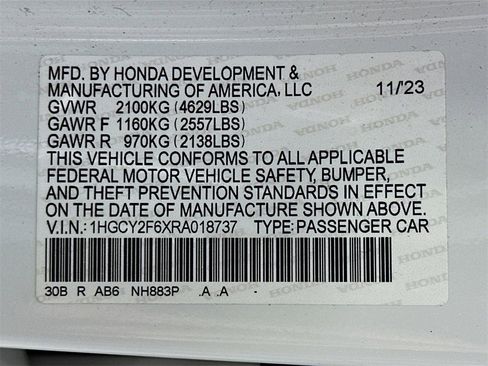 MFD. BY HONDA DEVELOPMENT &
MANUFACTURING OF AMERICA, LLC 11/'23
GVWR 2100KG (4629LBS)
GAWR F 1160KG (2557LBS)
GAWR R 970KG (2138LBS)
THIS VEHICLE CONFORMS TO ALL APPLICABLE
FEDERAL MOTOR VEHICLE SAFETY, BUMPER,
AND THEFT PREVENTION STANDARDS IN EFFECT
ON THE DATE OF MANUFACTURE SHOWN ABOVE.
V.I.N.: 1HGCY2F6XRA018737 TYPE: PASSENGER CAR
30B R AB6 NH883P .A .A -